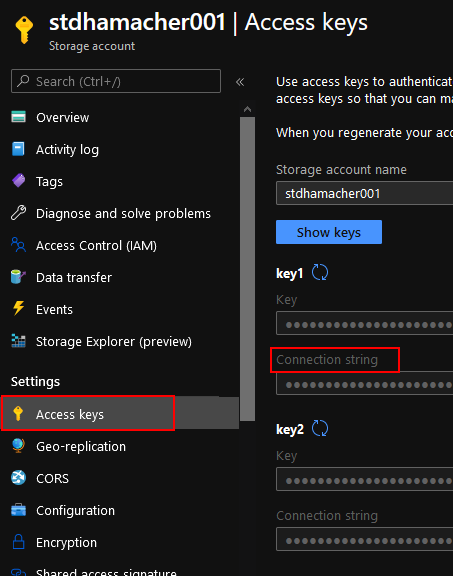 stdhamacher001 | Access keys
Storage account
Search (Ctrl+/)
«
Overview
Activity log
Tags
Diagnose and solve problems
Access Control (IAM)
Data transfer
Events
Storage Explorer (preview)
Settings
Access keys
Geo-replication
CORS
Configuration
Encryption
Shared access signature
Use access keys to authenticat
access keys so that you can ma
When you regenerate your acc
Storage account name
stdhamacher001
Show keys
key1
Key
Connection string
key2
Key
Connection string